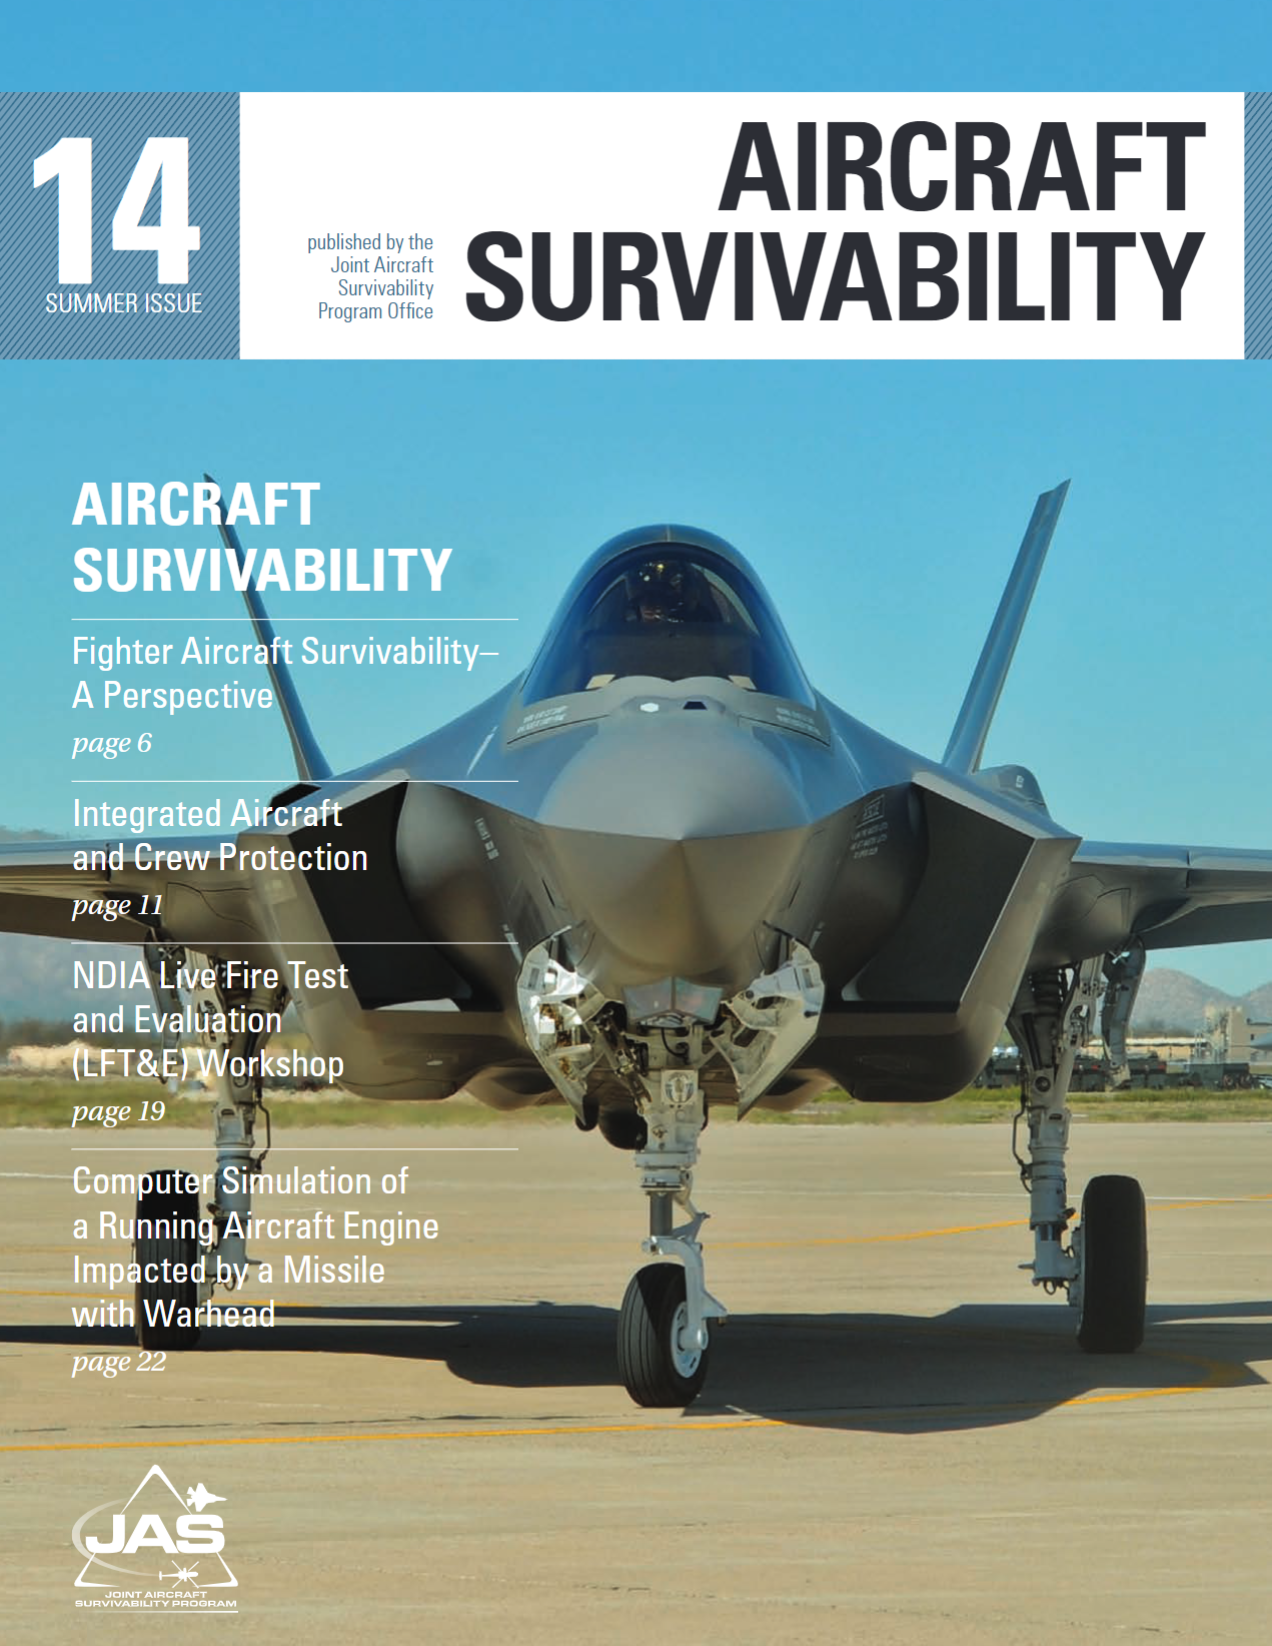 14
SUMMER ISSUE
published by the
Joint Aircraft
Survivability
Program Office
AIRCRAFT
SURVIVABILITY
AIRCRAFT
SURVIVABILITY
Fighter Aircraft Survivability–
A Perspective
page 6
Integrated Aircraft
and Crew Protection
page 11
NDIA Live Fire Test
and Evaluation
(LFT&E) Workshop
page 19
Computer Simulation of
a Running Aircraft Engine
Impacted by a Missile
with Warhead
page 22
JAS
JOINT AIRCRAFT
SURVIVABILITY PROGRAM